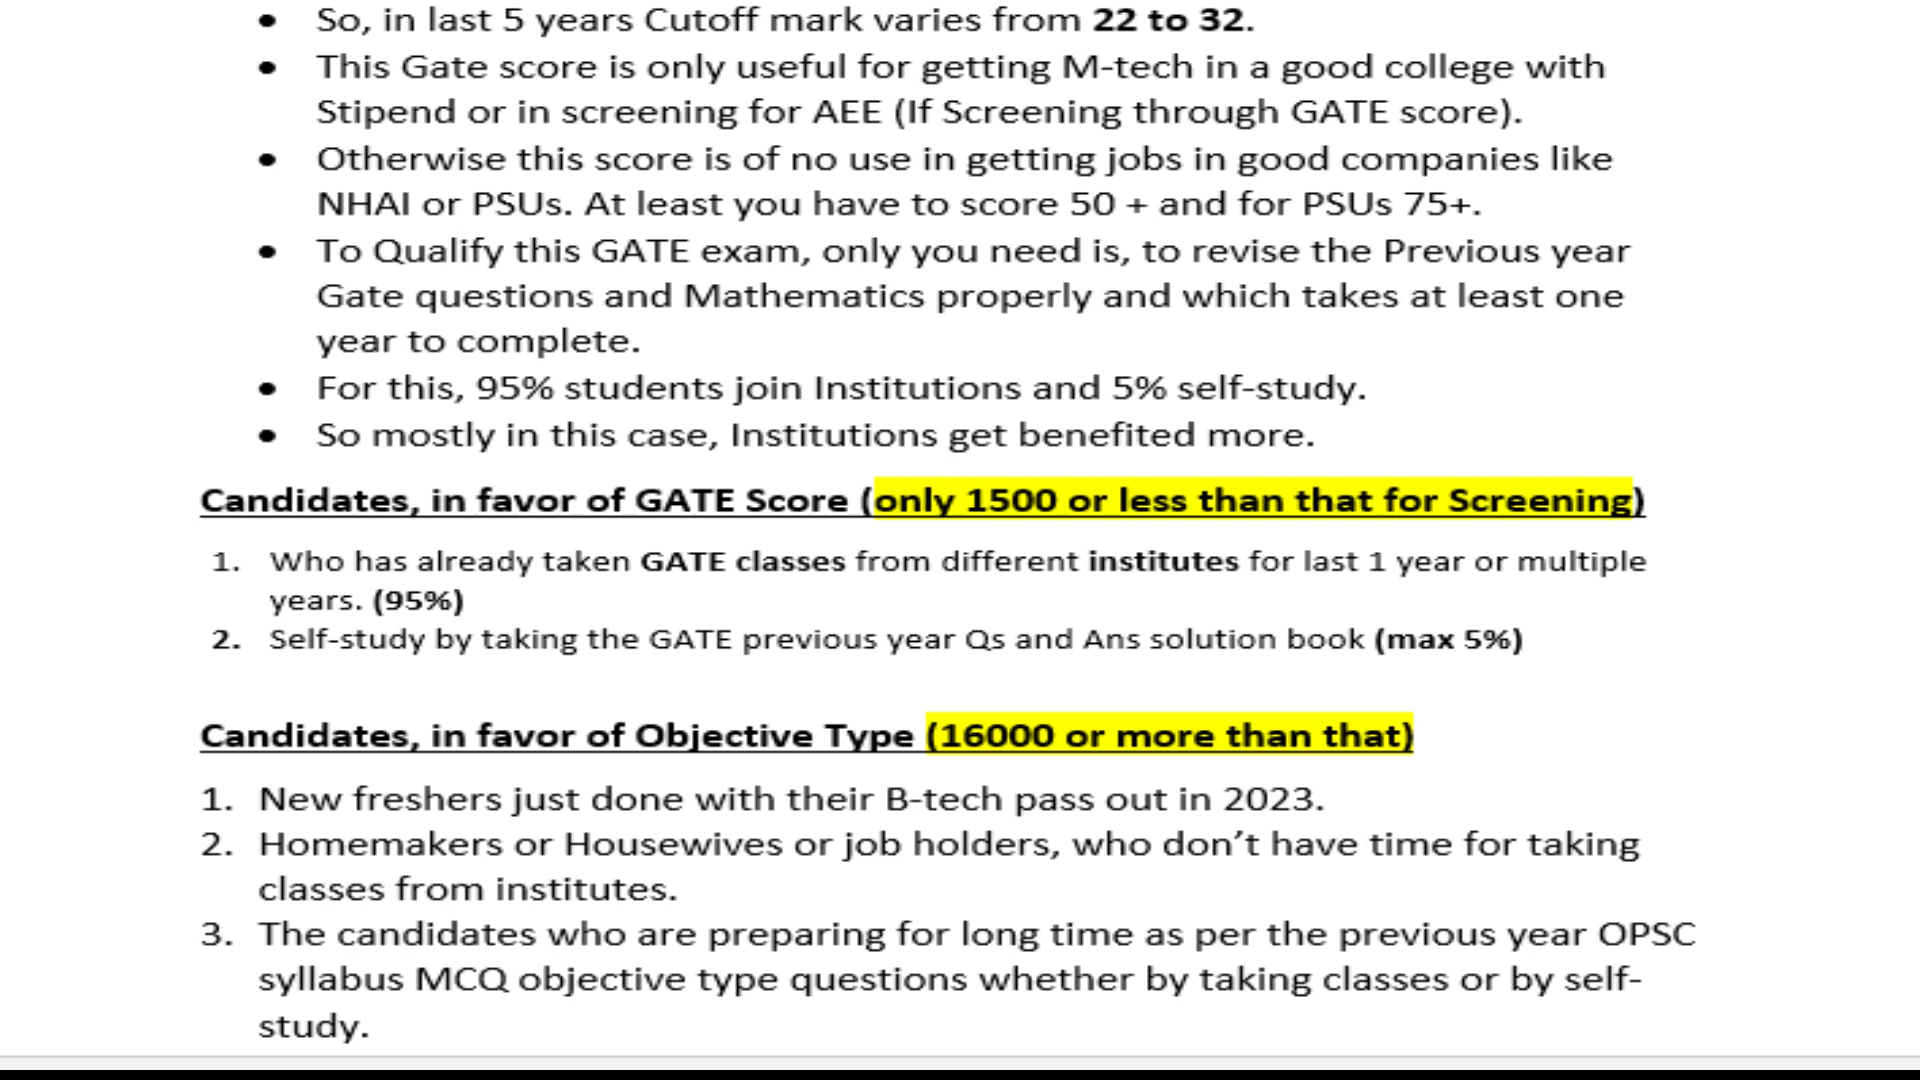 • So, in last 5 years Cutoff mark varies from 22 to 32.
• This Gate score is only useful for getting M-tech in a good college with
Stipend or in screening for AEE (If Screening through GATE score).
• Otherwise this score is of no use in getting jobs in good companies like
NHAI or PSUs. At least you have to score 50 + and for PSUs 75+.
• To Qualify this GATE exam, only you need is, to revise the Previous year
Gate questions and Mathematics properly and which takes at least one
year to complete.
• For this, 95% students join Institutions and 5% self-study.
• So mostly in this case, Institutions get benefited more.
Candidates, in favor of GATE Score (only 1500 or less than that for Screening)
1. Who has already taken GATE classes from different institutes for last 1 year or multiple
years. (95%)
2. Self-study by taking the GATE previous year Qs and Ans solution book (max 5%)
Candidates, in favor of Objective Type (16000 or more than that)
1. New freshers just done with their B-tech pass out in 2023.
2. Homemakers or Housewives or job holders, who don’t have time for taking
classes from institutes.
3. The candidates who are preparing for long time as per the previous year OPSC
syllabus MCQ objective type questions whether by taking classes or by self-
study.